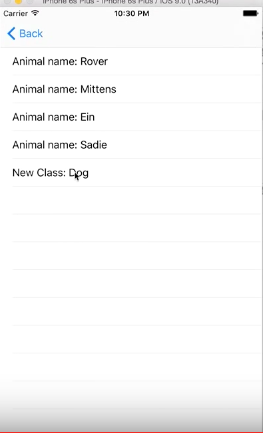 iPhone 6s Plus - iPhone 6s Plus / iOS 9.0 (13A340)
Carrier 10:30 PM
Back
Animal name: Rover
Animal name: Mittens
Animal name: Ein
Animal name: Sadie
New Class: Dog